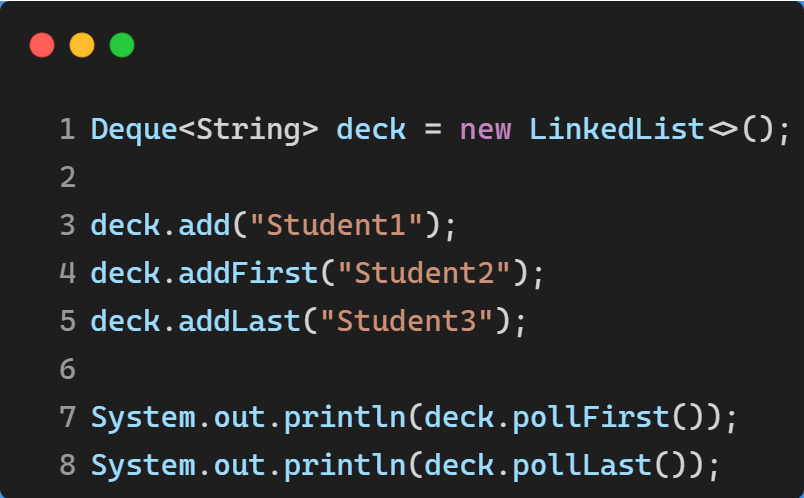 1 Deque<String> deck = new LinkedList<>();
2
3 deck.add("Student1");
4 deck.addFirst("Student2");
5 deck.addLast("Student3");
6
7 System.out.println(deck.pollFirst());
8 System.out.println(deck.pollLast());